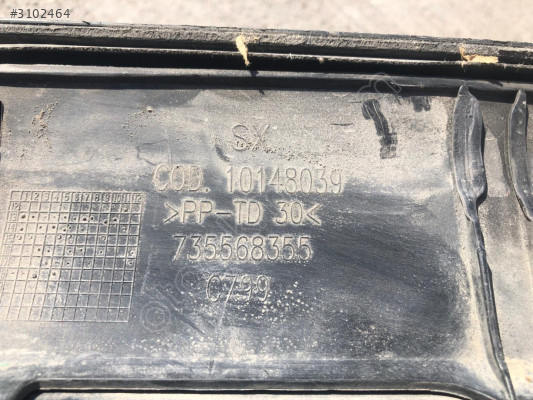 #3102464
SX
COD. 10148039
>PP-TD 30<
735568355
C799